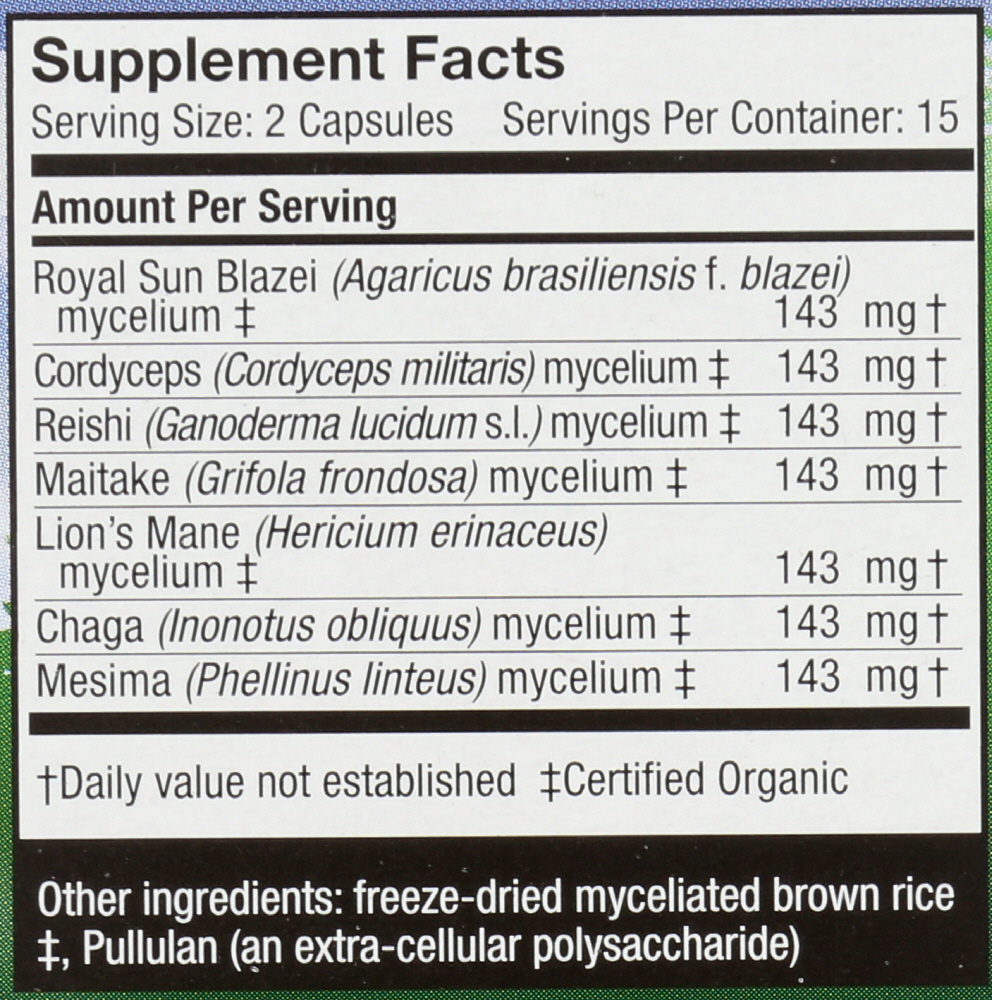 Supplement Facts
Serving Size: 2 Capsules Servings Per Container: 15
Amount Per Serving
Royal Sun Blazei (Agaricus brasiliensis f. blazei)
mycelium ‡ 143 mg †
Cordyceps (Cordyceps militaris) mycelium ‡ 143 mg †
Reishi (Ganoderma lucidum s.l.) mycelium ‡ 143 mg †
Maitake (Grifola frondosa) mycelium ‡ 143 mg †
Lion's Mane (Hericium erinaceus)
mycelium ‡ 143 mg †
Chaga (Inonotus obliquus) mycelium ‡ 143 mg †
Mesima (Phellinus linteus) mycelium ‡ 143 mg †
†Daily value not established ‡Certified Organic
Other ingredients: freeze-dried myceliated brown rice
‡, Pullulan (an extra-cellular polysaccharide)